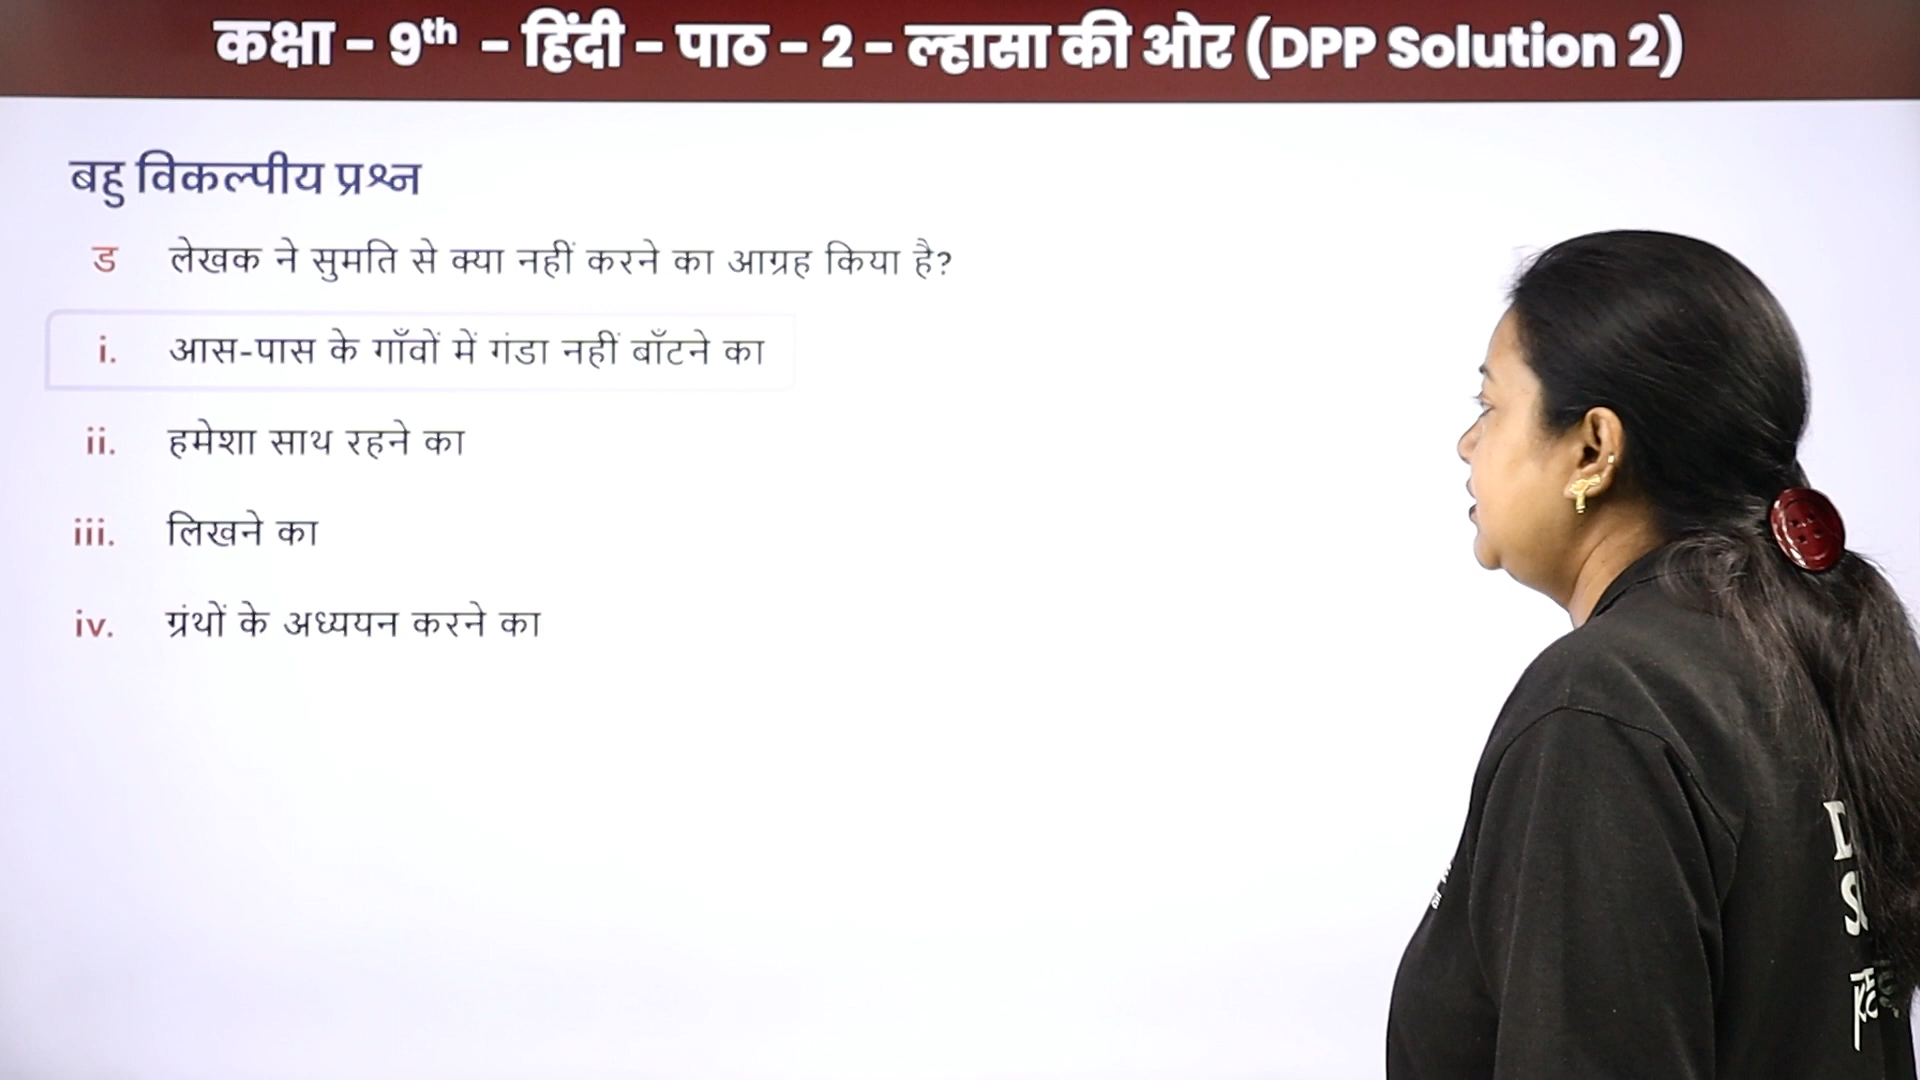 कक्षा – 9th – हिंदी – पाठ – 2 – ल्हासा की ओर (DPP Solution 2)
बहु विकल्पीय प्रश्न
ड लेखक ने सुमति से क्या नहीं करने का आग्रह किया है?
i. आस-पास के गाँवों में गंडा नहीं बाँटने का
ii. हमेशा साथ रहने का
iii. लिखने का
iv. ग्रंथों के अध्ययन करने का